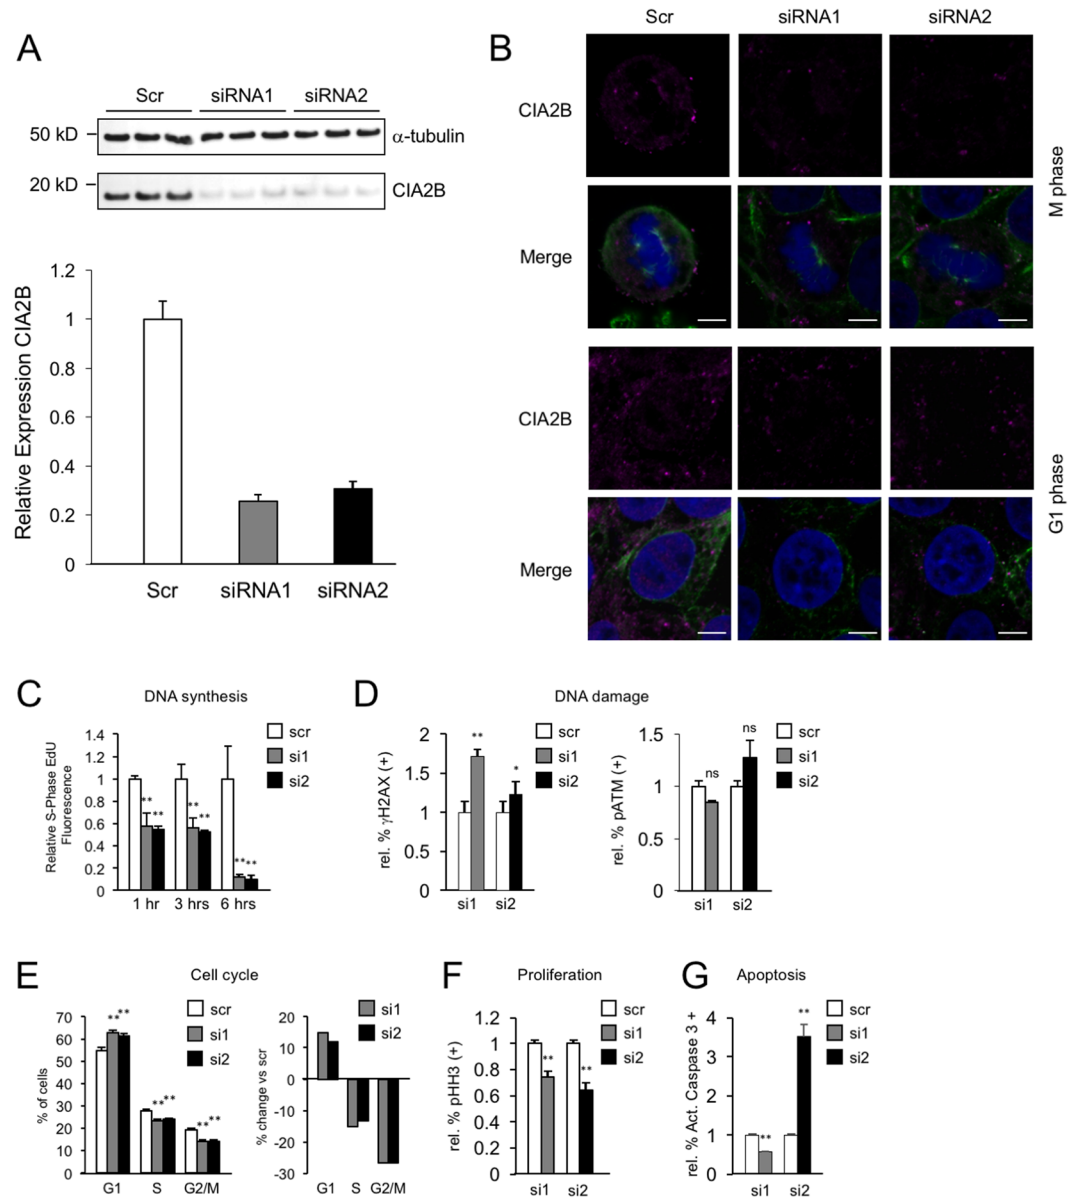 A
Scr siRNA1 siRNA2
50 kD
α-tubulin
20 kD
CIA2B
Relative Expression CIA2B
1.2
1
0.8
0.6
0.4
0.2
0
Scr siRNA1 siRNA2
B
Scr siRNA1 siRNA2
CIA2B
Merge
M phase
CIA2B
Merge
G1 phase
C
DNA synthesis
Relative S-Phase EdU
Fluorescence
1.4
1.2
1
0.8
0.6
0.4
0.2
0
** **
** **
** **
1 hr 3 hrs 6 hrs
scr
si1
si2
D
DNA damage
rel. % γH2AX (+)
2
1.5
1
0.5
0
**
*
si1 si2
scr
si1
si2
rel. % pATM (+)
1.5
1
0.5
0
ns
ns
si1 si2
scr
si1
si2
E
Cell cycle
% of cells
70
60
50
40
30
20
10
0
** **
** **
** **
G1 S G2/M
scr
si1
si2
% change vs scr
20
10
0
-10
-20
-30
G1 S G2/M
si1
si2
F
Proliferation
rel. % pHH3 (+)
1.2
1
0.8
0.6
0.4
0.2
0
**
**
si1 si2
scr
si1
si2
G
Apoptosis
rel. % Act. Caspase 3 +
4
3
2
1
0
**
**
si1 si2
scr
si1
si2